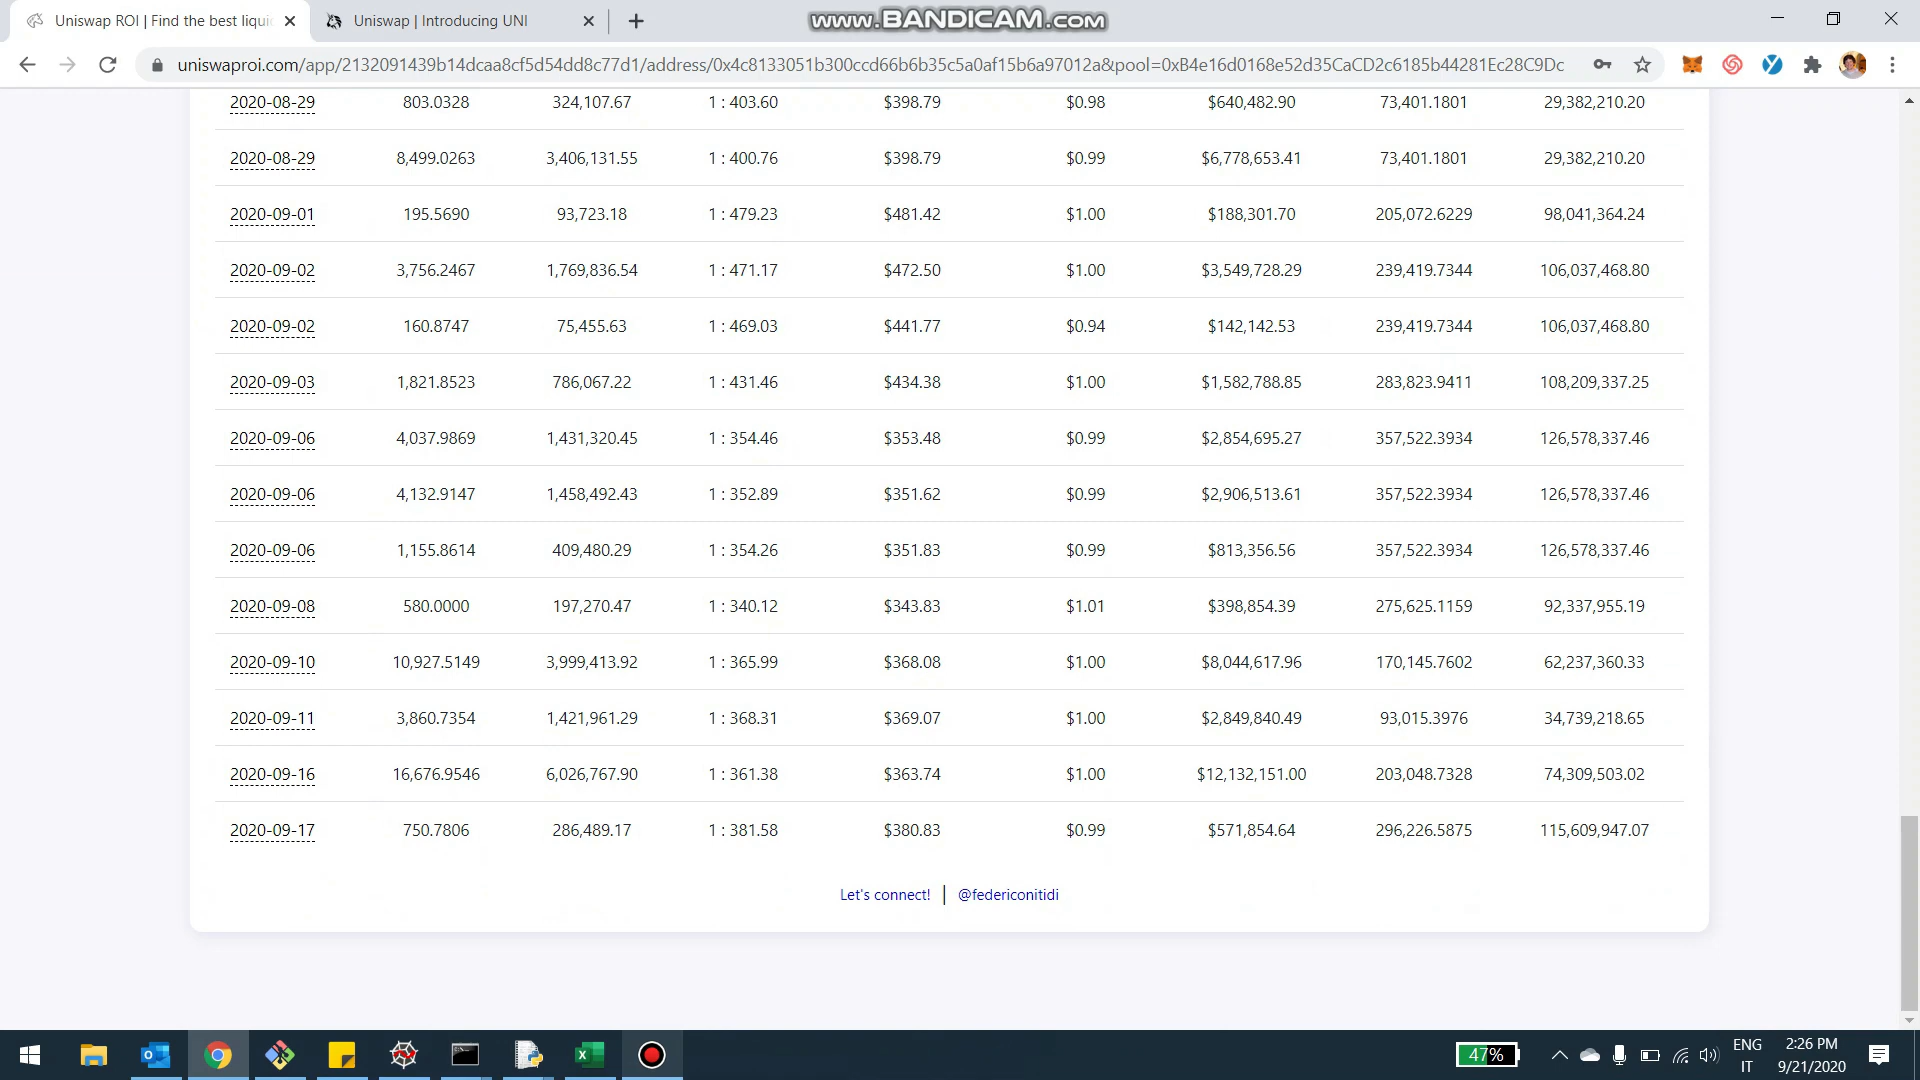 Uniswap ROI | Find the best liqui
Uniswap | Introducing UNI
www.BANDICAM.com
uniswaproi.com/app/2132091439b14dcaa8cf5d54dd8c77d1/address/0x4c8133051b300ccd66b6b35c5a0af15b6a97012a&pool=0xB4e16d0168e52d35CaCD2c6185b44281Ec28C9Dc
2020-08-29 803.0328 324,107.67 1 : 403.60 $398.79 $0.98 $640,482.90 73,401.1801 29,382,210.20
2020-08-29 8,499.0263 3,406,131.55 1 : 400.76 $398.79 $0.99 $6,778,653.41 73,401.1801 29,382,210.20
2020-09-01 195.5690 93,723.18 1 : 479.23 $481.42 $1.00 $188,301.70 205,072.6229 98,041,364.24
2020-09-02 3,756.2467 1,769,836.54 1 : 471.17 $472.50 $1.00 $3,549,728.29 239,419.7344 106,037,468.80
2020-09-02 160.8747 75,455.63 1 : 469.03 $441.77 $0.94 $142,142.53 239,419.7344 106,037,468.80
2020-09-03 1,821.8523 786,067.22 1 : 431.46 $434.38 $1.00 $1,582,788.85 283,823.9411 108,209,337.25
2020-09-06 4,037.9869 1,431,320.45 1 : 354.46 $353.48 $0.99 $2,854,695.27 357,522.3934 126,578,337.46
2020-09-06 4,132.9147 1,458,492.43 1 : 352.89 $351.62 $0.99 $2,906,513.61 357,522.3934 126,578,337.46
2020-09-06 1,155.8614 409,480.29 1 : 354.26 $351.83 $0.99 $813,356.56 357,522.3934 126,578,337.46
2020-09-08 580.0000 197,270.47 1 : 340.12 $343.83 $1.01 $398,854.39 275,625.1159 92,337,955.19
2020-09-10 10,927.5149 3,999,413.92 1 : 365.99 $368.08 $1.00 $8,044,617.96 170,145.7602 62,237,360.33
2020-09-11 3,860.7354 1,421,961.29 1 : 368.31 $369.07 $1.00 $2,849,840.49 93,015.3976 34,739,218.65
2020-09-16 16,676.9546 6,026,767.90 1 : 361.38 $363.74 $1.00 $12,132,151.00 203,048.7328 74,309,503.02
2020-09-17 750.7806 286,489.17 1 : 381.58 $380.83 $0.99 $571,854.64 296,226.5875 115,609,947.07
Let's connect! | @federiconitidi
47%
ENG
IT
2:26 PM
9/21/2020